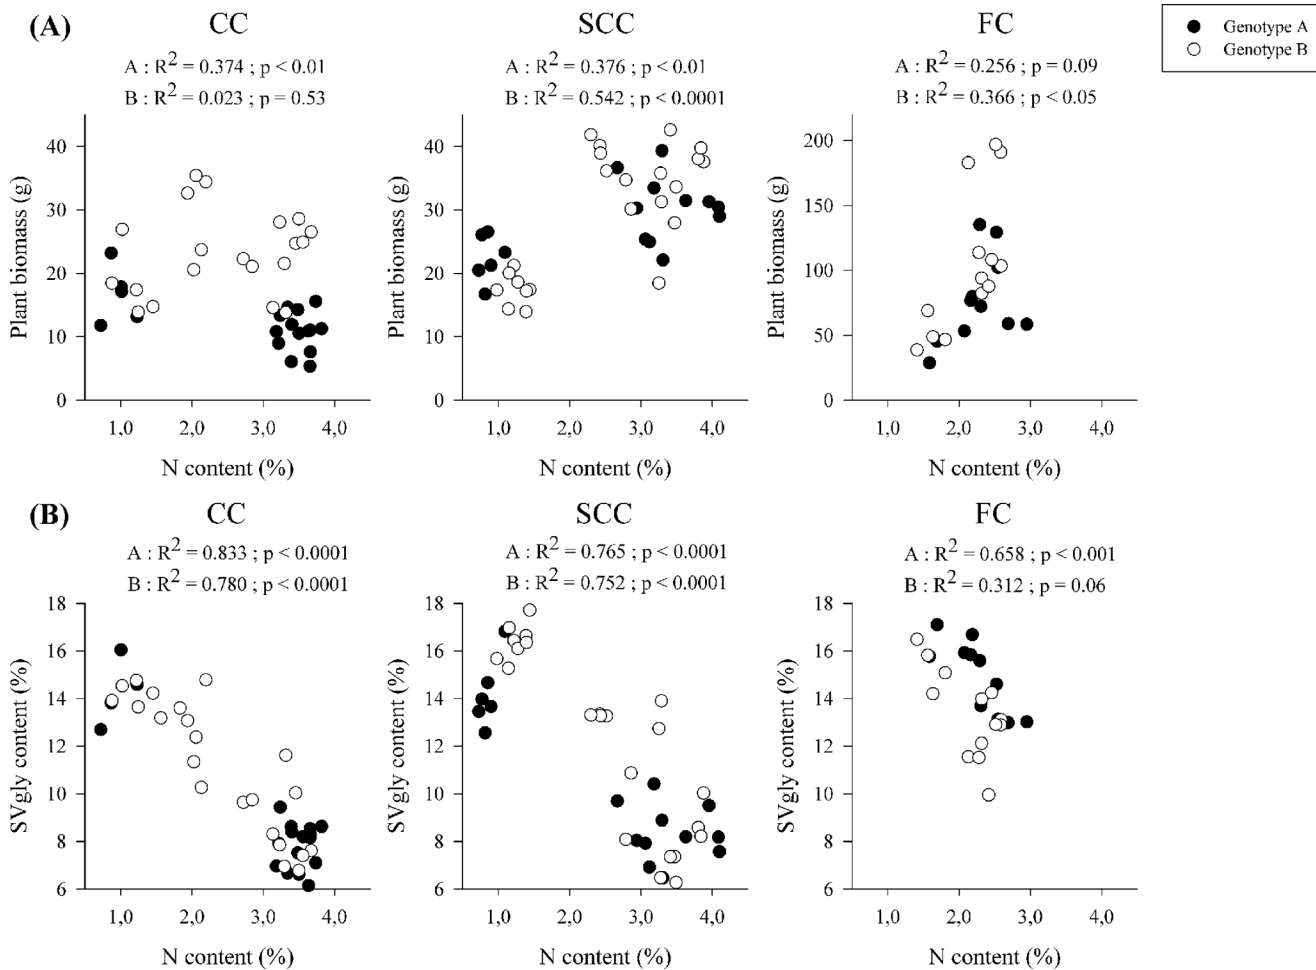 (A)
CC
SCC
FC
Genotype A
Genotype B
A : R² = 0.374 ; p < 0.01
B : R² = 0.023 ; p = 0.53
A : R² = 0.376 ; p < 0.01
B : R² = 0.542 ; p < 0.0001
A : R² = 0.256 ; p = 0.09
B : R² = 0.366 ; p < 0.05
Plant biomass (g)
40
30
20
10
0
1,0 2,0 3,0 4,0
N content (%)
Plant biomass (g)
40
30
20
10
0
1,0 2,0 3,0 4,0
N content (%)
Plant biomass (g)
200
150
100
50
0
1,0 2,0 3,0 4,0
N content (%)
(B)
CC
SCC
FC
A : R² = 0.833 ; p < 0.0001
B : R² = 0.780 ; p < 0.0001
A : R² = 0.765 ; p < 0.0001
B : R² = 0.752 ; p < 0.0001
A : R² = 0.658 ; p < 0.001
B : R² = 0.312 ; p = 0.06
SVgly content (%)
18
16
14
12
10
8
6
1,0 2,0 3,0 4,0
N content (%)
SVgly content (%)
18
16
14
12
10
8
6
1,0 2,0 3,0 4,0
N content (%)
SVgly content (%)
18
16
14
12
10
8
6
1,0 2,0 3,0 4,0
N content (%)